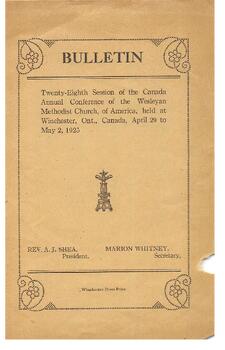 BULLETIN
Twenty-Eighth Session of the Canada
Annual Conference of the Wesleyan
Methodist Church, of America, held at
Winchester, Ont., Canada, April 29 to
May 2, 1925
REV. A. J. SHEA, MARION WHITNEY,
President. Secretary.
Winchester Press Print